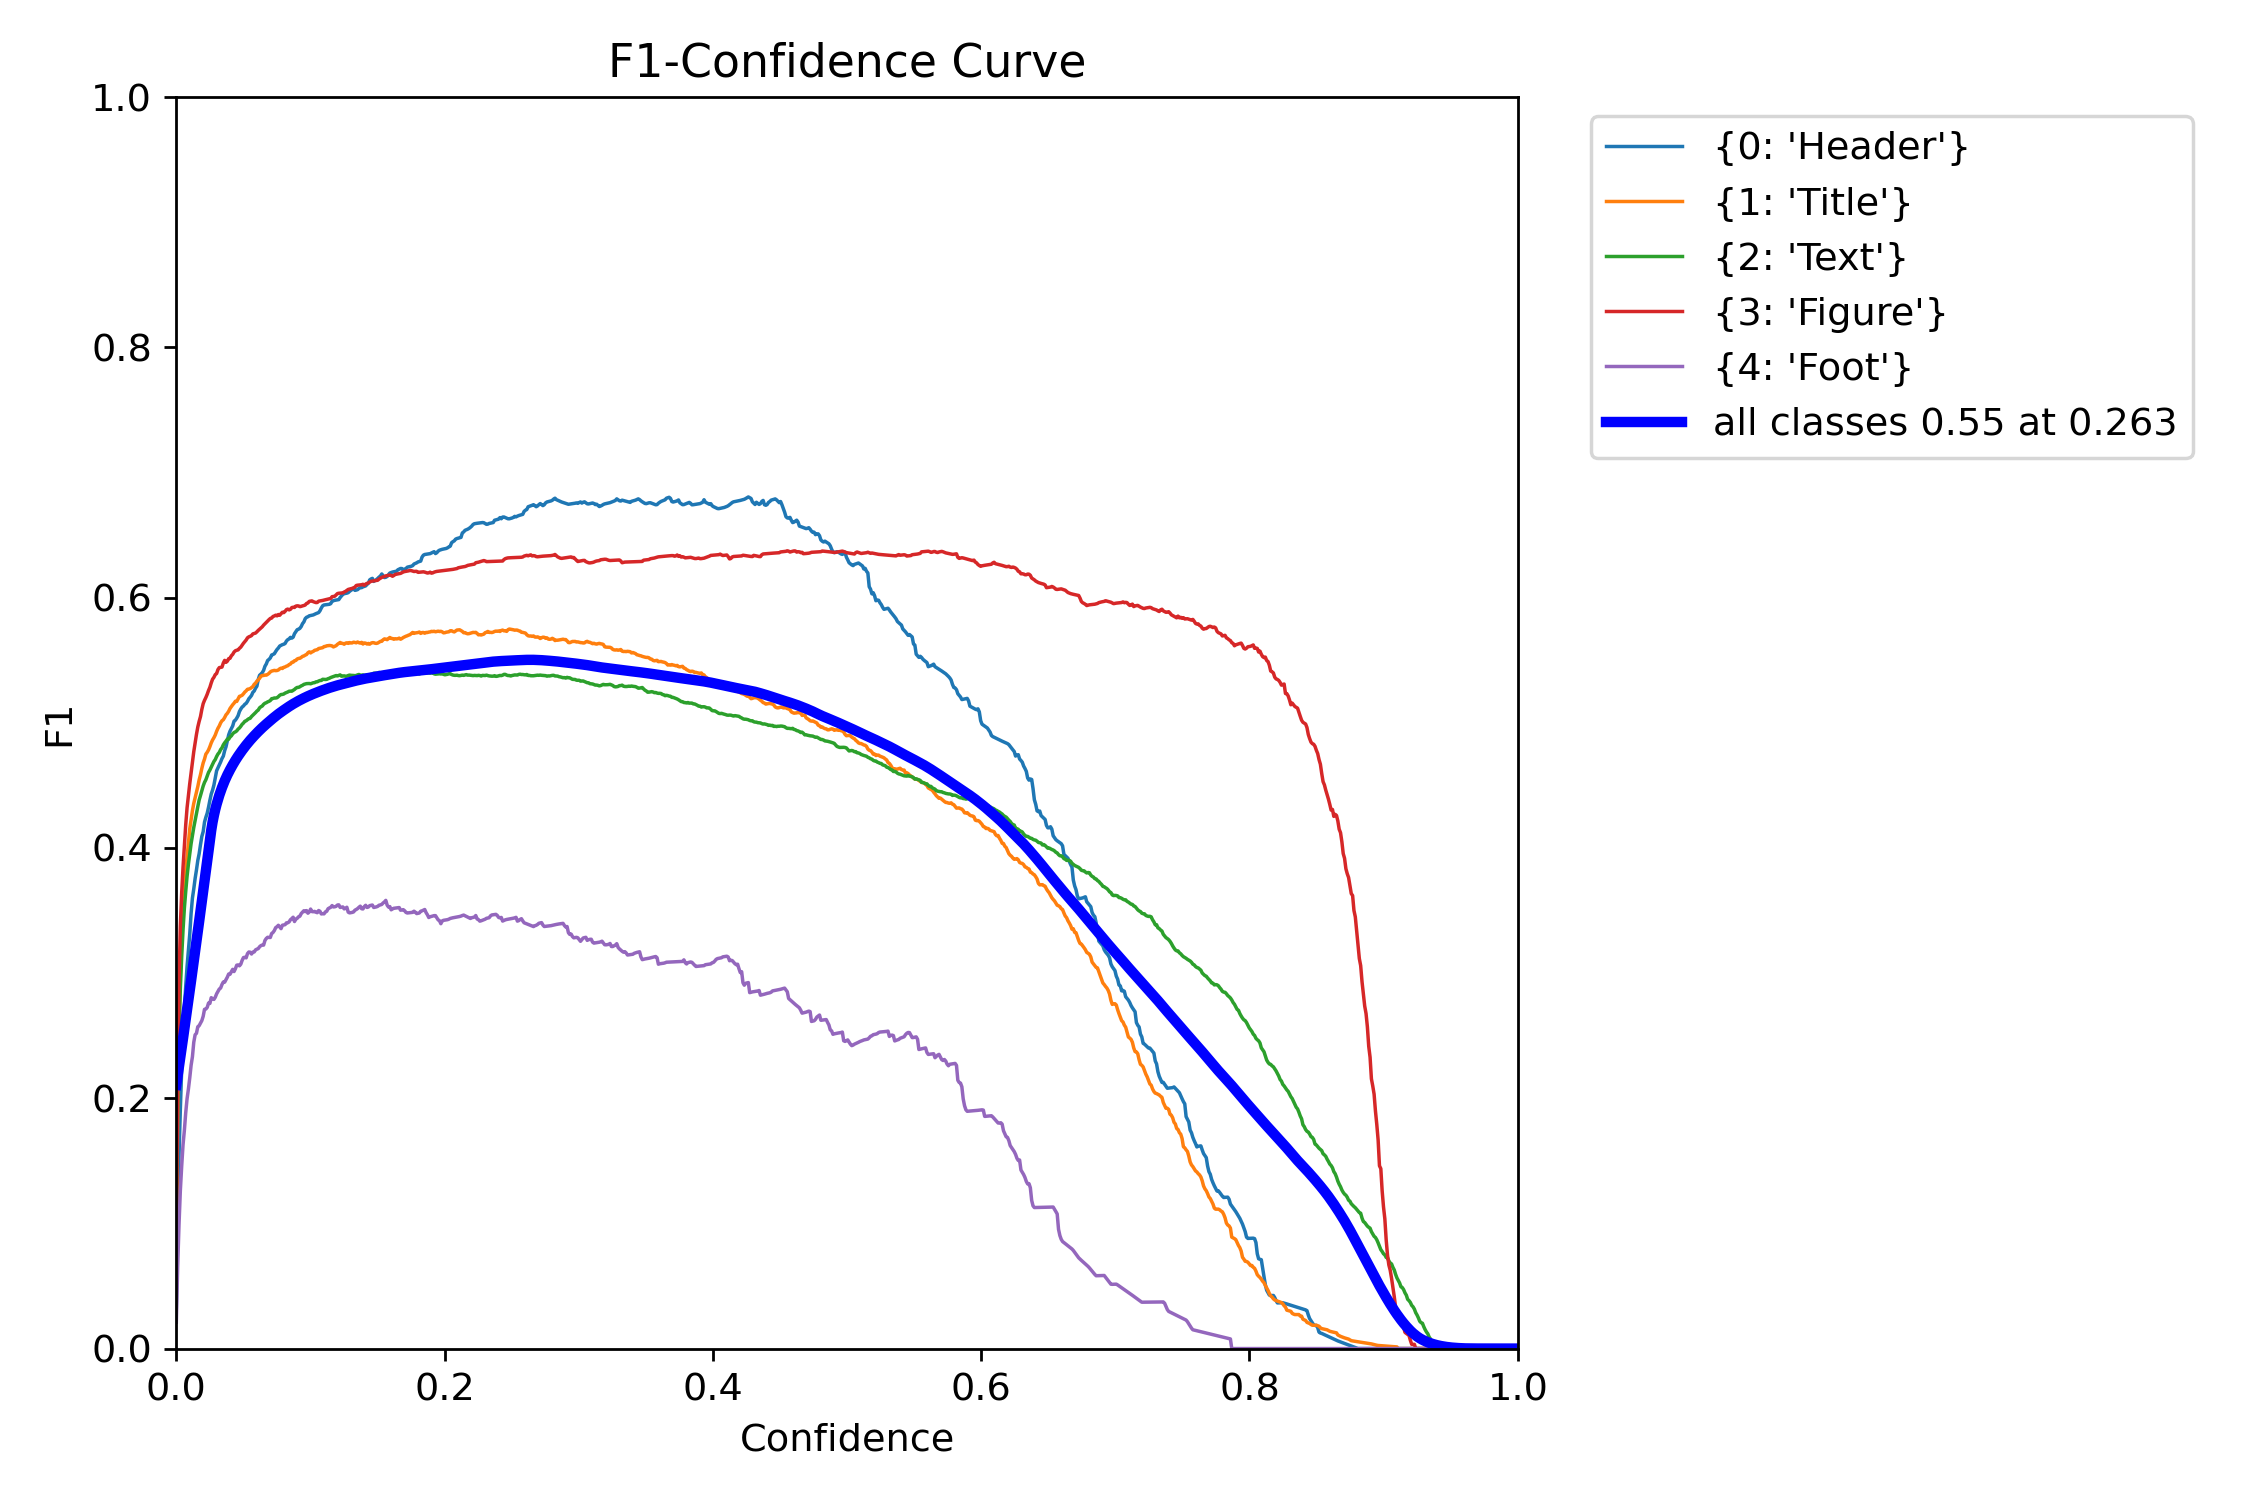 F1-Confidence Curve
1.0
0.8
0.6
0.4
0.2
0.0
F1
0.0 0.2 0.4 0.6 0.8 1.0
Confidence
{0: 'Header'}
{1: 'Title'}
{2: 'Text'}
{3: 'Figure'}
{4: 'Foot'}
all classes 0.55 at 0.263